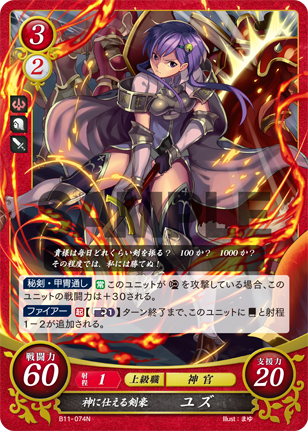 3
2
SAMPLE
貴様は毎日どれくらい剣を振る? 100か? 1000か?
その程度では、私には勝てぬ!
秘剣・甲冑通し 常 このユニットが を攻撃している場合、この
ユニットの戦闘力は+30される。
ファイアー 起 【 1】ターン終了まで、このユニットに と射程
1-2が追加される。
戦闘力
60
射程 1 上級職 神官
支援力
20
神に仕える剣豪 ユズ
B11-074N Illust:まゆ